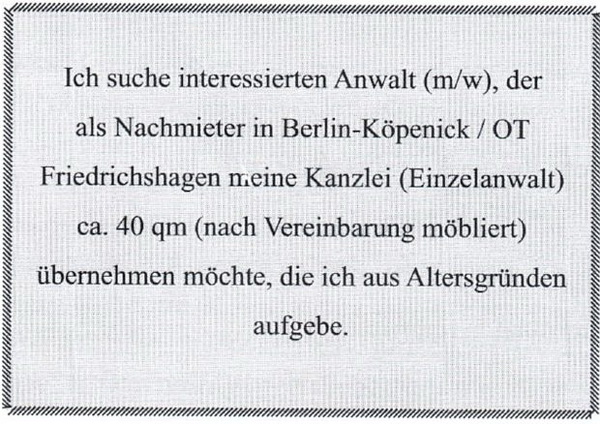 Ich suche interessierten Anwalt (m/w), der
als Nachmieter in Berlin-Köpenick / OT
Friedrichshagen meine Kanzlei (Einzelanwalt)
ca. 40 qm (nach Vereinbarung möbliert)
übernehmen möchte, die ich aus Altersgründen
aufgebe.